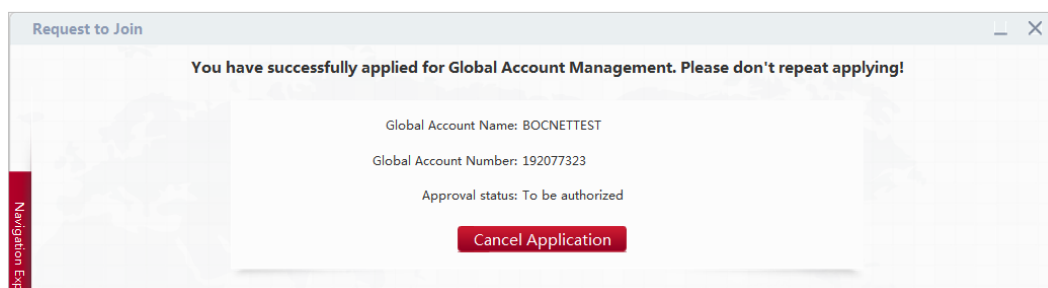 Request to Join
You have successfully applied for Global Account Management. Please don't repeat applying!
Global Account Name: BOCNETTEST
Global Account Number: 192077323
Approval status: To be authorized
Cancel Application
Navigation